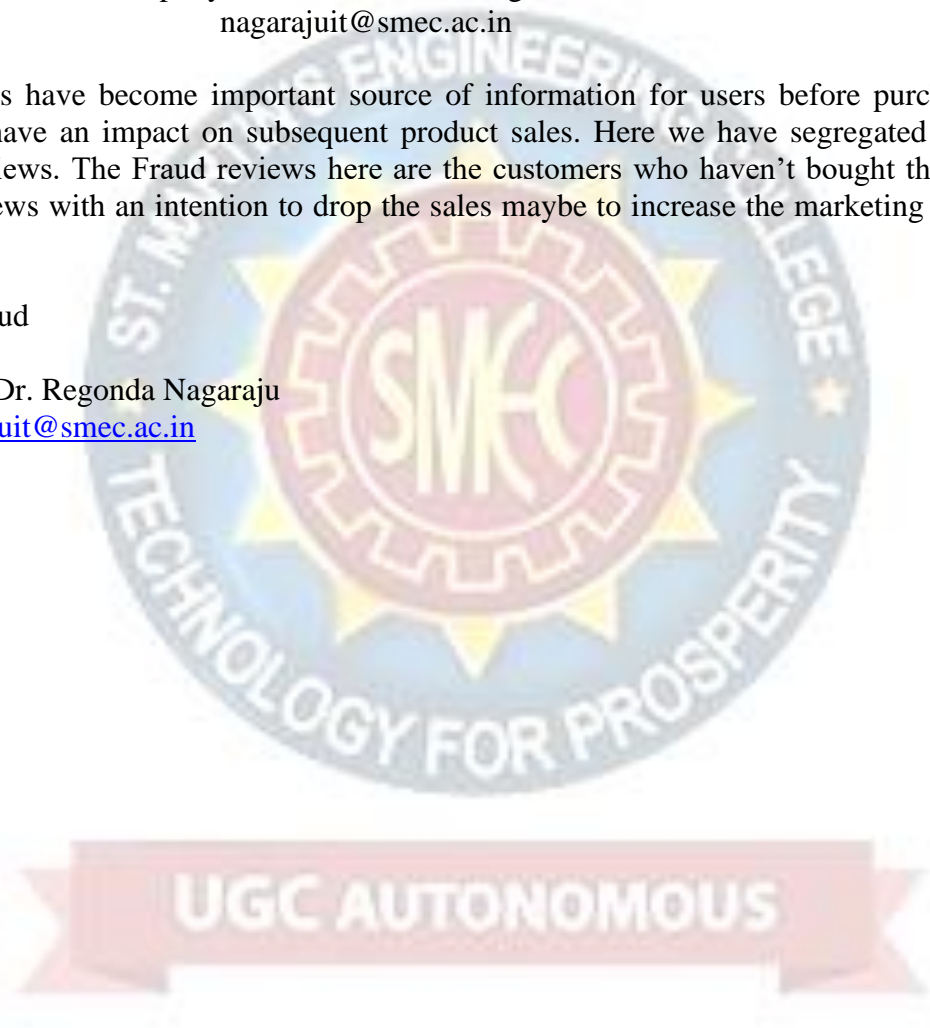 nagarajuit@smec.ac.in
s have become important source of information for users before purc
have an impact on subsequent product sales. Here we have segregated
iews. The Fraud reviews here are the customers who haven't bought th
ews with an intention to drop the sales maybe to increase the marketing
ud
Dr. Regonda Nagaraju
uit@smec.ac.in
ST. MARTIN'S ENGINEERING COLLEGE
SMEC
TECHNOLOGY FOR PROSPERITY
UGC AUTONOMOUS